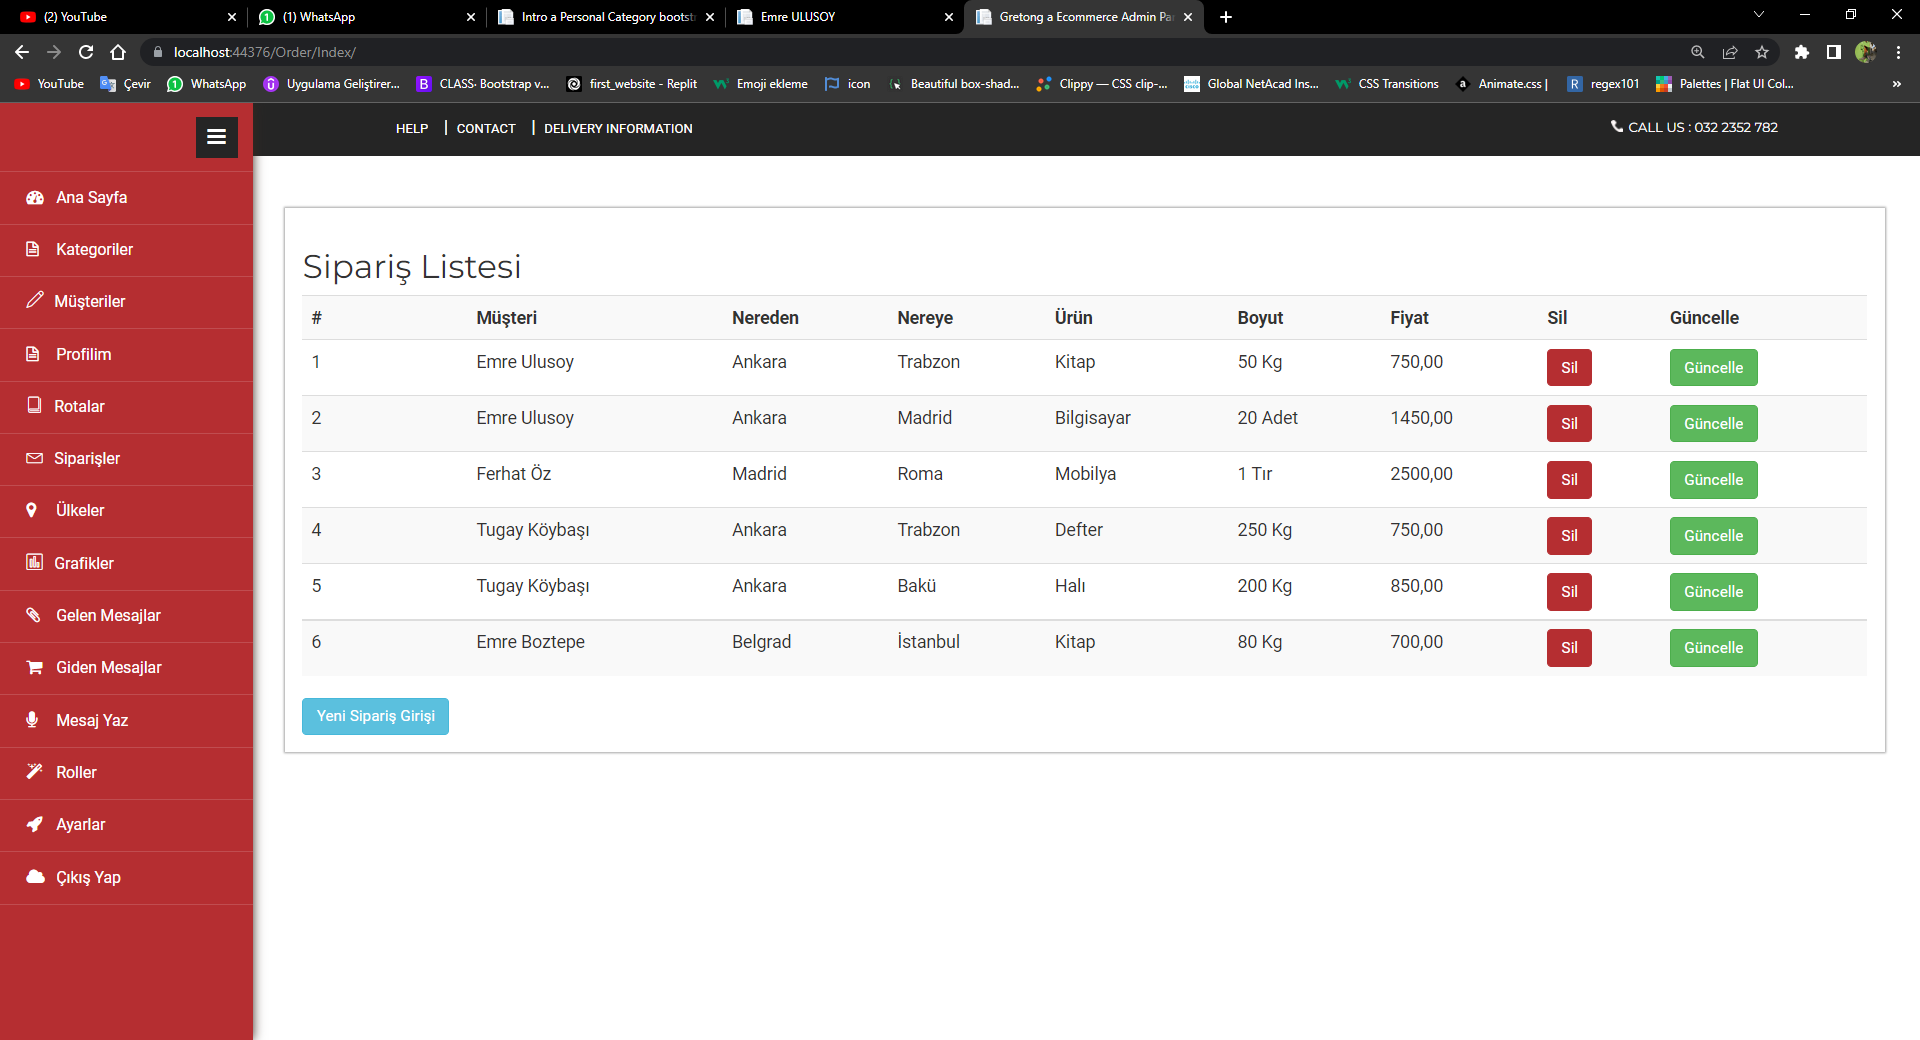 (2) YouTube
(1) WhatsApp
Intro a Personal Category bootst
Emre ULUSOY
Gretong a Ecommerce Admin Pa
localhost:44376/Order/Index/
YouTube
Çevir
WhatsApp
Uygulama Geliştirer...
CLASS· Bootstrap v...
first_website - Replit
Emoji ekleme
icon
Beautiful box-shad...
Clippy — CSS clip-...
Global NetAcad Ins...
CSS Transitions
Animate.css |
regex101
Palettes | Flat UI Col...
HELP | CONTACT | DELIVERY INFORMATION
CALL US : 032 2352 782
Ana Sayfa
Kategoriler
Müşteriler
Profilim
Rotalar
Siparişler
Ülkeler
Grafikler
Gelen Mesajlar
Giden Mesajlar
Mesaj Yaz
Roller
Ayarlar
Çıkış Yap
Sipariş Listesi
# Müşteri Nereden Nereye Ürün Boyut Fiyat Sil Güncelle
1 Emre Ulusoy Ankara Trabzon Kitap 50 Kg 750,00 Sil Güncelle
2 Emre Ulusoy Ankara Madrid Bilgisayar 20 Adet 1450,00 Sil Güncelle
3 Ferhat Öz Madrid Roma Mobilya 1 Tır 2500,00 Sil Güncelle
4 Tugay Köybaşı Ankara Trabzon Defter 250 Kg 750,00 Sil Güncelle
5 Tugay Köybaşı Ankara Bakü Halı 200 Kg 850,00 Sil Güncelle
6 Emre Boztepe Belgrad İstanbul Kitap 80 Kg 700,00 Sil Güncelle
Yeni Sipariş Girişi